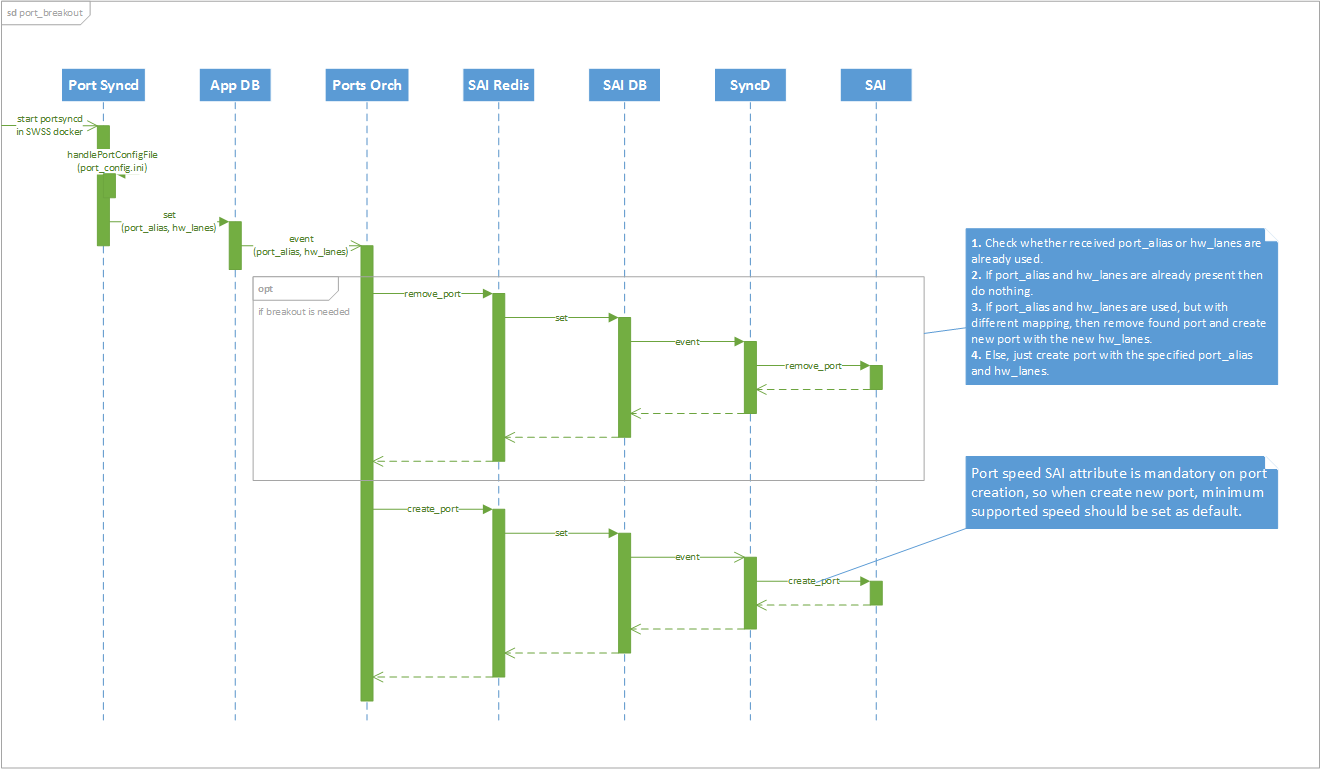 sd port_breakout
Port Syncd
App DB
Ports Orch
SAI Redis
SAI DB
SyncD
SAI
start portsyncd
in SWSS docker
handlePortConfigFile
(port_config.ini)
set
(port_alias, hw_lanes)
event
(port_alias, hw_lanes)
opt
if breakout is needed
remove_port
set
event
remove_port
1. Check whether received port_alias or hw_lanes are
already used.
2. If port_alias and hw_lanes are already present then
do nothing.
3. If port_alias and hw_lanes are used, but with
different mapping, then remove found port and create
new port with the new hw_lanes.
4. Else, just create port with the specified port_alias
and hw_lanes.
create_port
set
event
create_port
Port speed SAI attribute is mandatory on port
creation, so when create new port, minimum
supported speed should be set as default.